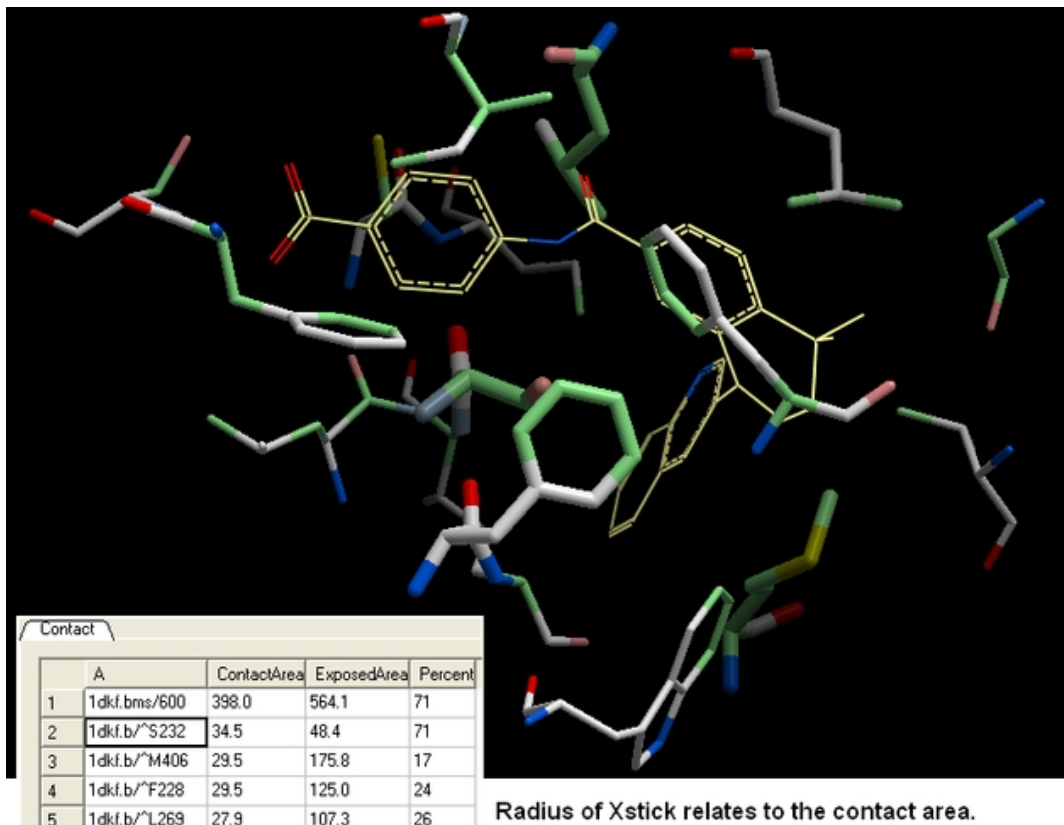 Contact
A ContactArea ExposedArea Percent
1 1dkf.bms/600 398.0 564.1 71
2 1dkf.b/^S232 34.5 48.4 71
3 1dkf.b/^M406 29.5 175.8 17
4 1dkf.b/^F228 29.5 125.0 24
5 1dkf.b/^L269 27.9 107.3 26
Radius of Xstick relates to the contact area.